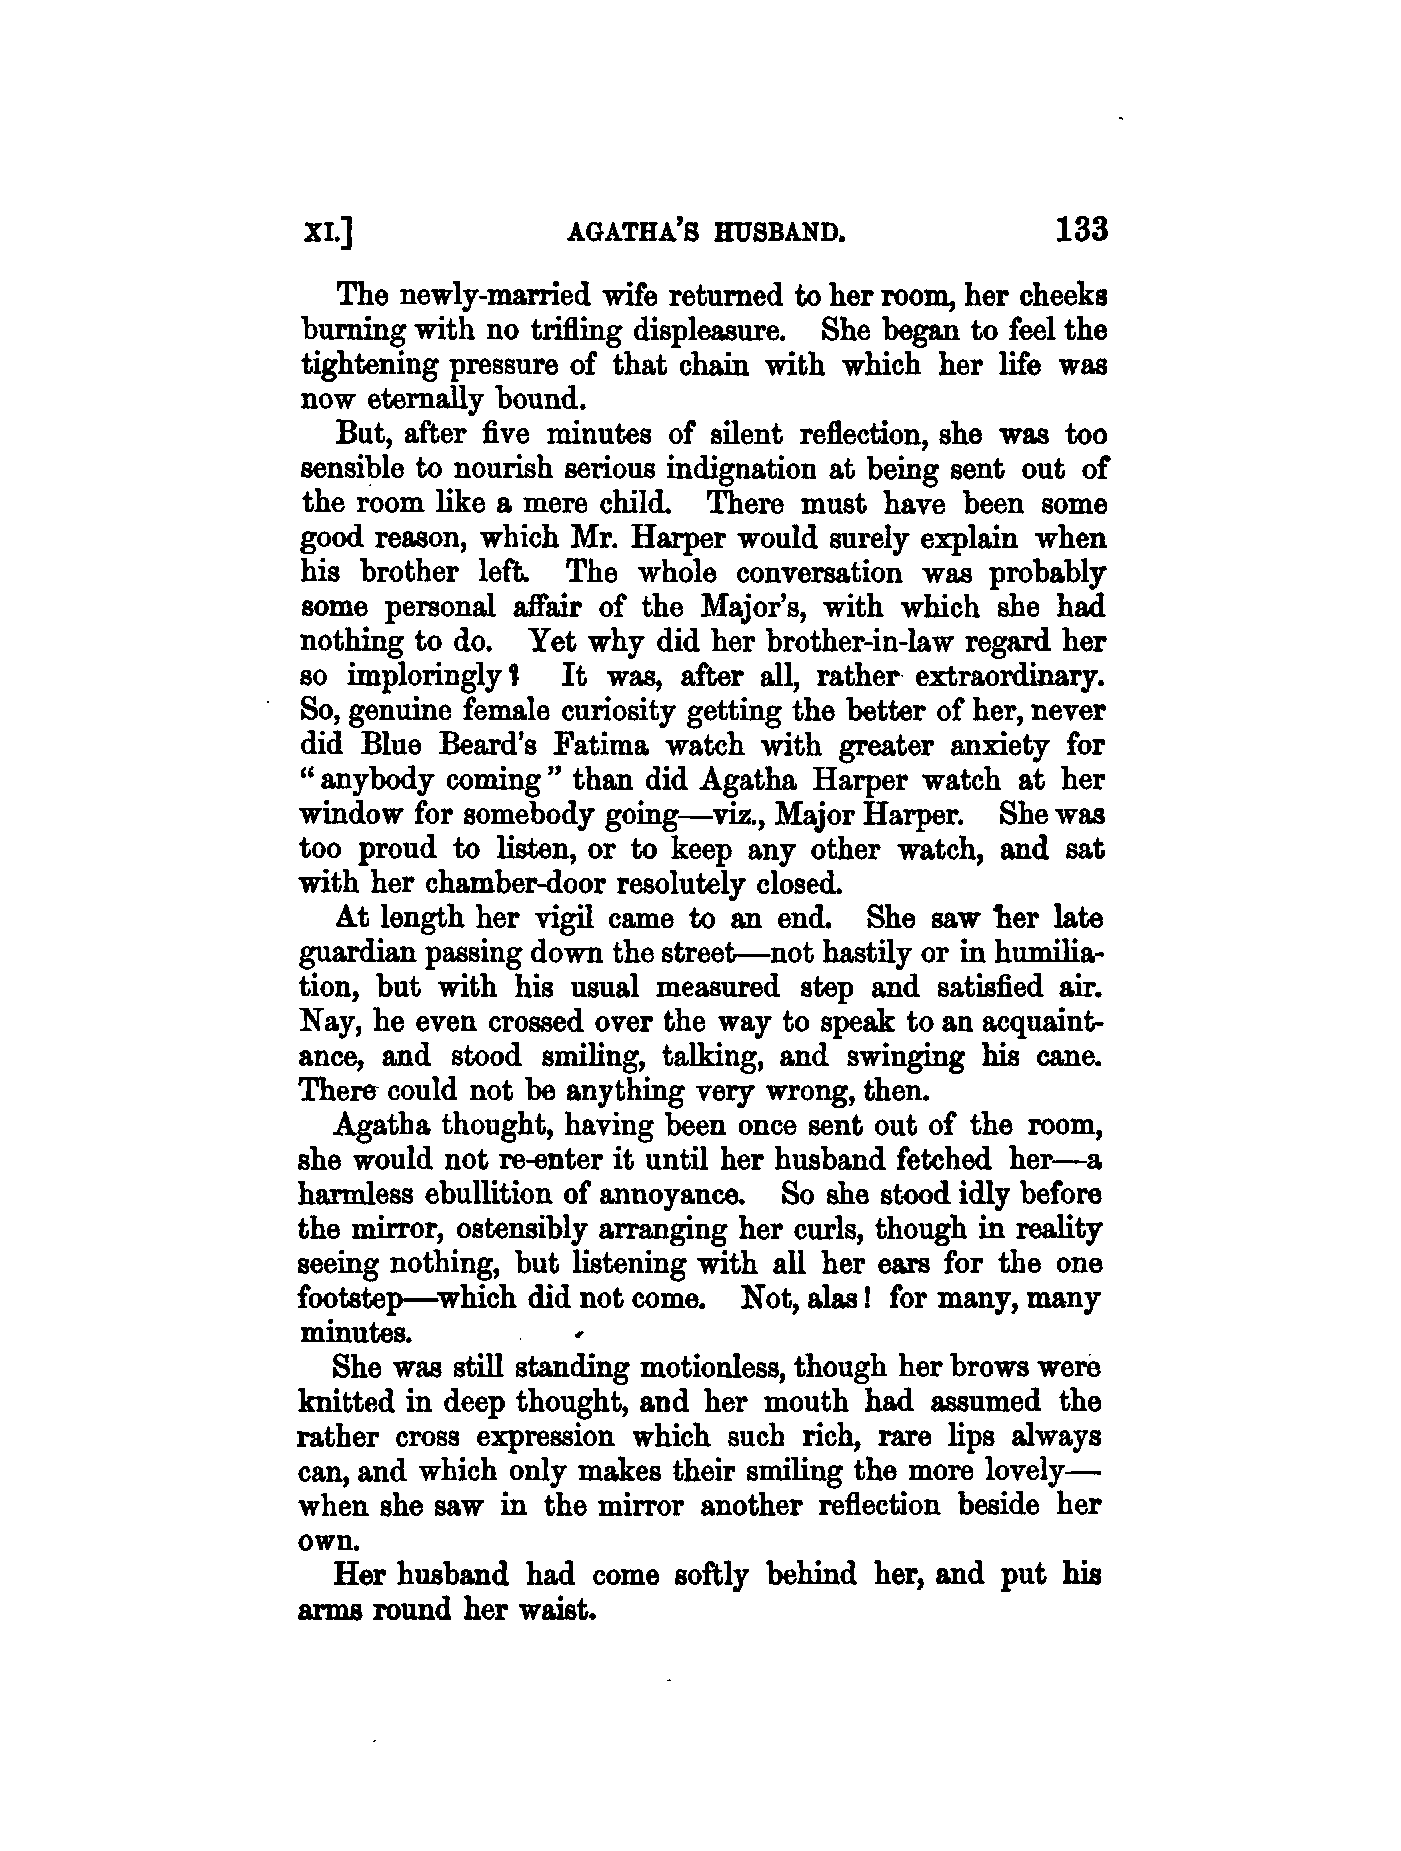 XI.] AGATHA'S HUSBAND. 133
The newly-married wife returned to her room, her cheeks
burning with no trifling displeasure. She began to feel the
tightening pressure of that chain with which her life was
now eternally bound.
But, after five minutes of silent reflection, she was too
sensible to nourish serious indignation at being sent out of
the room like a mere child. There must have been some
good reason, which Mr. Harper would surely explain when
his brother left. The whole conversation was probably
some personal affair of the Major's, with which she had
nothing to do. Yet why did her brother-in-law regard her
so imploringly? It was, after all, rather extraordinary.
So, genuine female curiosity getting the better of her, never
did Blue Beard's Fatima watch with greater anxiety for
"anybody coming" than did Agatha Harper watch at her
window for somebody going—viz., Major Harper. She was
too proud to listen, or to keep any other watch, and sat
with her chamber-door resolutely closed.
At length her vigil came to an end. She saw her late
guardian passing down the street—not hastily or in humilia-
tion, but with his usual measured step and satisfied air.
Nay, he even crossed over the way to speak to an acquaint-
ance, and stood smiling, talking, and swinging his cane.
There could not be anything very wrong, then.
Agatha thought, having been once sent out of the room,
she would not re-enter it until her husband fetched her—a
harmless ebullition of annoyance. So she stood idly before
the mirror, ostensibly arranging her curls, though in reality
seeing nothing, but listening with all her ears for the one
footstep—which did not come. Not, alas! for many, many
minutes.
She was still standing motionless, though her brows were
knitted in deep thought, and her mouth had assumed the
rather cross expression which such rich, rare lips always
can, and which only makes their smiling the more lovely—
when she saw in the mirror another reflection beside her
own.
Her husband had come softly behind her, and put his
arms round her waist.